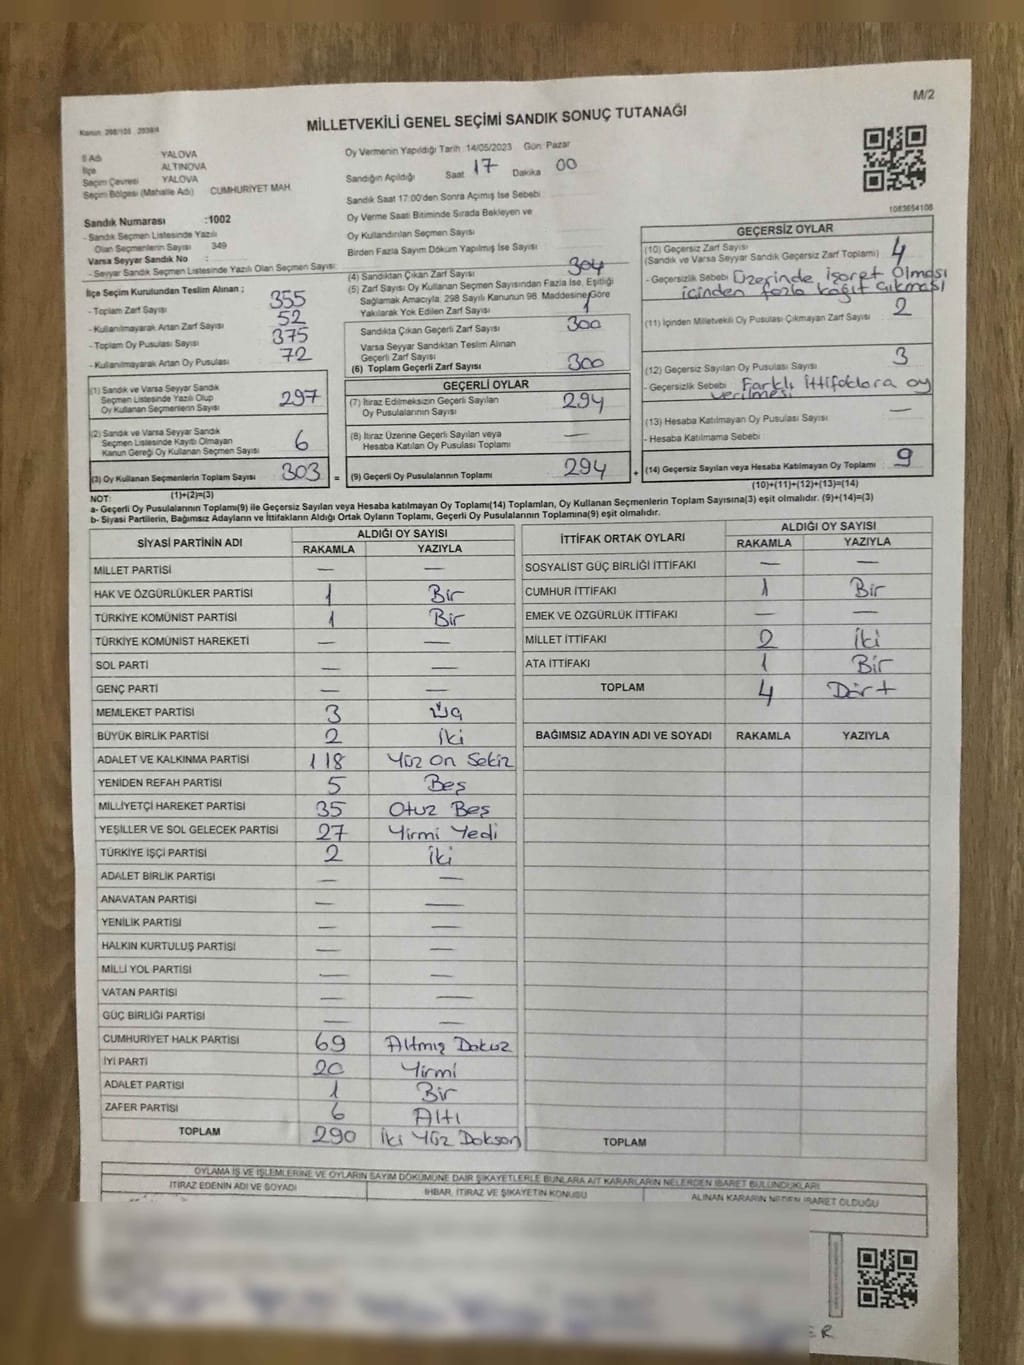 M/2
Kanun 298/105 2839/4
MİLLETVEKİLİ GENEL SEÇİMİ SANDIK SONUÇ TUTANAĞI
İl Adı YALOVA
İlçe ALTINOVA
Seçim Çevresi YALOVA
Seçim Bölgesi (Mahalle Adı) CUMHURİYET MAH.
Sandık Numarası :1002
- Sandık Seçmen Listesinde Yazılı
Olan Seçmenlerin Sayısı 349
Varsa Seyyar Sandık No :
- Seyyar Sandık Seçmen Listesinde Yazılı Olan Seçmen Sayısı:
Oy Vermenin Yapıldığı Tarih :14/05/2023 Gün: Pazar
Sandığın Açıldığı Saat 17 Dakika 00
Sandık Saat 17:00'den Sonra Açımış İse Sebebi :
Oy Verme Saati Bitiminde Sırada Bekleyen ve
Oy Kullandırılan Seçmen Sayısı
Birden Fazla Sayım Döküm Yapılmış İse Sayısı
1083654108
İlçe Seçim Kurulundan Teslim Alınan ;
- Toplam Zarf Sayısı : 355
- Kullanılmayarak Artan Zarf Sayısı : 52
- Toplam Oy Pusulası Sayısı : 375
- Kullanılmayarak Artan Oy Pusulası : 72
(1) Sandık ve Varsa Seyyar Sandık
Seçmen Listesinde Yazılı Olup
Oy Kullanan Seçmenlerin Sayısı 297
(2) Sandık ve Varsa Seyyar Sandık
Seçmen Listesinde Kayıtlı Olmayan
Kanun Gereği Oy Kullanan Seçmen Sayısı 6
(3) Oy Kullanan Seçmenlerin Toplam Sayısı 303
(1)+(2)=(3)
(4) Sandıktan Çıkan Zarf Sayısı 304
(5) Zarf Sayısı Oy Kullanan Seçmen Sayısından Fazla İse, Eşitliği
Sağlamak Amacıyla, 298 Sayılı Kanunun 98. Maddesine Göre
Yakılarak Yok Edilen Zarf Sayısı 1
Sandıkta Çıkan Geçerli Zarf Sayısı 300
Varsa Seyyar Sandıktan Teslim Alınan
Geçerli Zarf Sayısı
(6) Toplam Geçerli Zarf Sayısı 300
GEÇERLİ OYLAR
(7) İtiraz Edilmeksizin Geçerli Sayılan
Oy Pusulalarının Sayısı 294
(8) İtiraz Üzerine Geçerli Sayılan veya
Hesaba Katılan Oy Pusulası Toplamı —
= (9) Geçerli Oy Pusulalarının Toplamı 294 +
GEÇERSİZ OYLAR
(10) Geçersiz Zarf Sayısı
(Sandık ve Varsa Seyyar Sandık Geçersiz Zarf Toplamı) 4
- Geçersizlik Sebebi Üzerinde işaret olması
içinden fazla kağıt çıkması
(11) İçinden Milletvekili Oy Pusulası Çıkmayan Zarf Sayısı 2
(12) Geçersiz Sayılan Oy Pusulası Sayısı 3
- Geçersizlik Sebebi Farklı İttifaklara oy
verilmesi
(13) Hesaba Katılmayan Oy Pusulası Sayısı —
- Hesaba Katılmama Sebebi
(14) Geçersiz Sayılan veya Hesaba Katılmayan Oy Toplamı 9
(10)+(11)+(12)+(13)=(14)
NOT:
a- Geçerli Oy Pusulalarının Toplamı(9) ile Geçersiz Sayılan veya Hesaba katılmayan Oy Toplamı(14) Toplamları, Oy Kullanan Seçmenlerin Toplam Sayısına(3) eşit olmalıdır. (9)+(14)=(3)
b- Siyasi Partilerin, Bağımsız Adayların ve İttifakların Aldığı Ortak Oyların Toplamı, Geçerli Oy Pusulalarının Toplamına(9) eşit olmalıdır.
SİYASİ PARTİNİN ADI ALDIĞI OY SAYISI
RAKAMLA YAZIYLA
MİLLET PARTİSİ — —
HAK VE ÖZGÜRLÜKLER PARTİSİ 1 Bir
TÜRKİYE KOMÜNİST PARTİSİ 1 Bir
TÜRKİYE KOMÜNİST HAREKETİ — —
SOL PARTİ — —
GENÇ PARTİ — —
MEMLEKET PARTİSİ 3 Üç
BÜYÜK BİRLİK PARTİSİ 2 İki
ADALET VE KALKINMA PARTİSİ 118 Yüz on Sekiz
YENİDEN REFAH PARTİSİ 5 Beş
MİLLİYETÇİ HAREKET PARTİSİ 35 Otuz Beş
YEŞİLLER VE SOL GELECEK PARTİSİ 27 Yirmi Yedi
TÜRKİYE İŞÇİ PARTİSİ 2 İki
ADALET BİRLİK PARTİSİ — —
ANAVATAN PARTİSİ — —
YENİLİK PARTİSİ — —
HALKIN KURTULUŞ PARTİSİ — —
MİLLİ YOL PARTİSİ — —
VATAN PARTİSİ — —
GÜÇ BİRLİĞİ PARTİSİ — —
CUMHURİYET HALK PARTİSİ 69 Altmış Dokuz
İYİ PARTİ 20 Yirmi
ADALET PARTİSİ 1 Bir
ZAFER PARTİSİ 6 Altı
TOPLAM 290 İki Yüz Doksan
İTTİFAK ORTAK OYLARI ALDIĞI OY SAYISI
RAKAMLA YAZIYLA
SOSYALİST GÜÇ BİRLİĞİ İTTİFAKI — —
CUMHUR İTTİFAKI 1 Bir
EMEK VE ÖZGÜRLÜK İTTİFAKI — —
MİLLET İTTİFAKI 2 İki
ATA İTTİFAKI 1 Bir
TOPLAM 4 Dört
BAĞIMSIZ ADAYIN ADI VE SOYADI RAKAMLA YAZIYLA
TOPLAM
OYLAMA İŞ VE İŞLEMLERİNE VE OYLARIN SAYIM DÖKÜMÜNE DAİR ŞİKAYETLERLE BUNLARA AİT KARARLARIN NELERDEN İBARET BULUNDUKLARI
İTİRAZ EDENİN ADI VE SOYADI İHBAR, İTİRAZ VE ŞİKAYETİN KONUSU ALINAN KARARIN NEDEN İBARET OLDUĞU